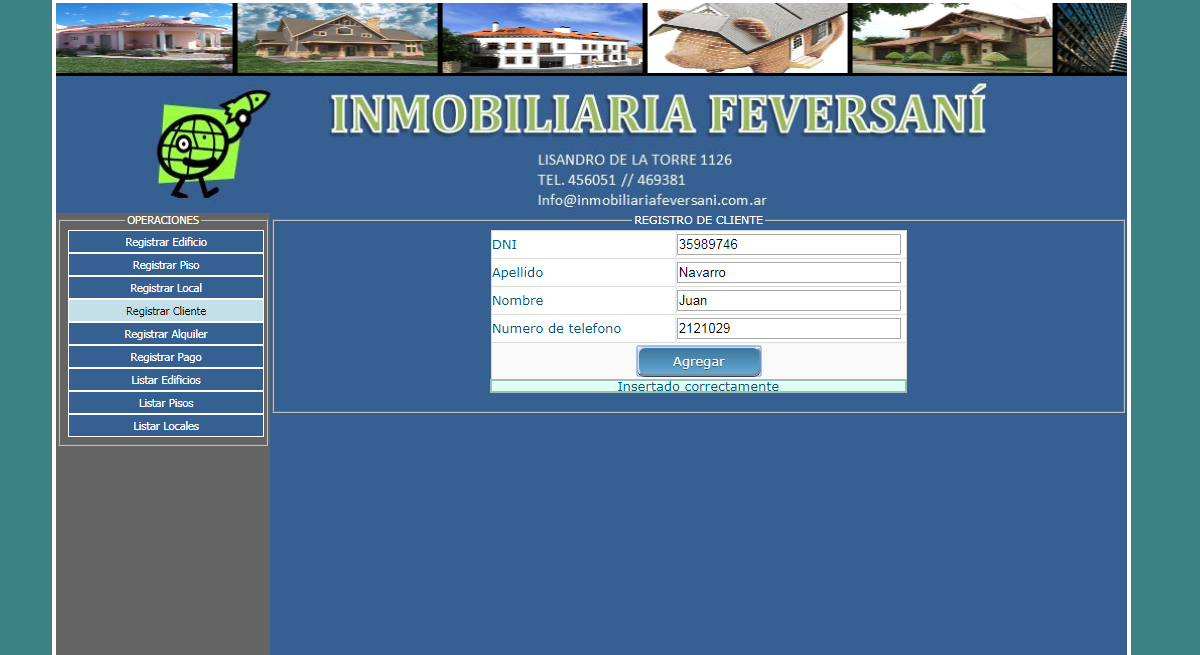 INMOBILIARIA FEVERSANÍ
LISANDRO DE LA TORRE 1126
TEL. 456051 // 469381
Info@inmobiliariafeversani.com.ar
OPERACIONES
Registrar Edificio
Registrar Piso
Registrar Local
Registrar Cliente
Registrar Alquiler
Registrar Pago
Listar Edificios
Listar Pisos
Listar Locales
REGISTRO DE CLIENTE
DNI 35989746
Apellido Navarro
Nombre Juan
Numero de telefono 2121029
Agregar
Insertado correctamente